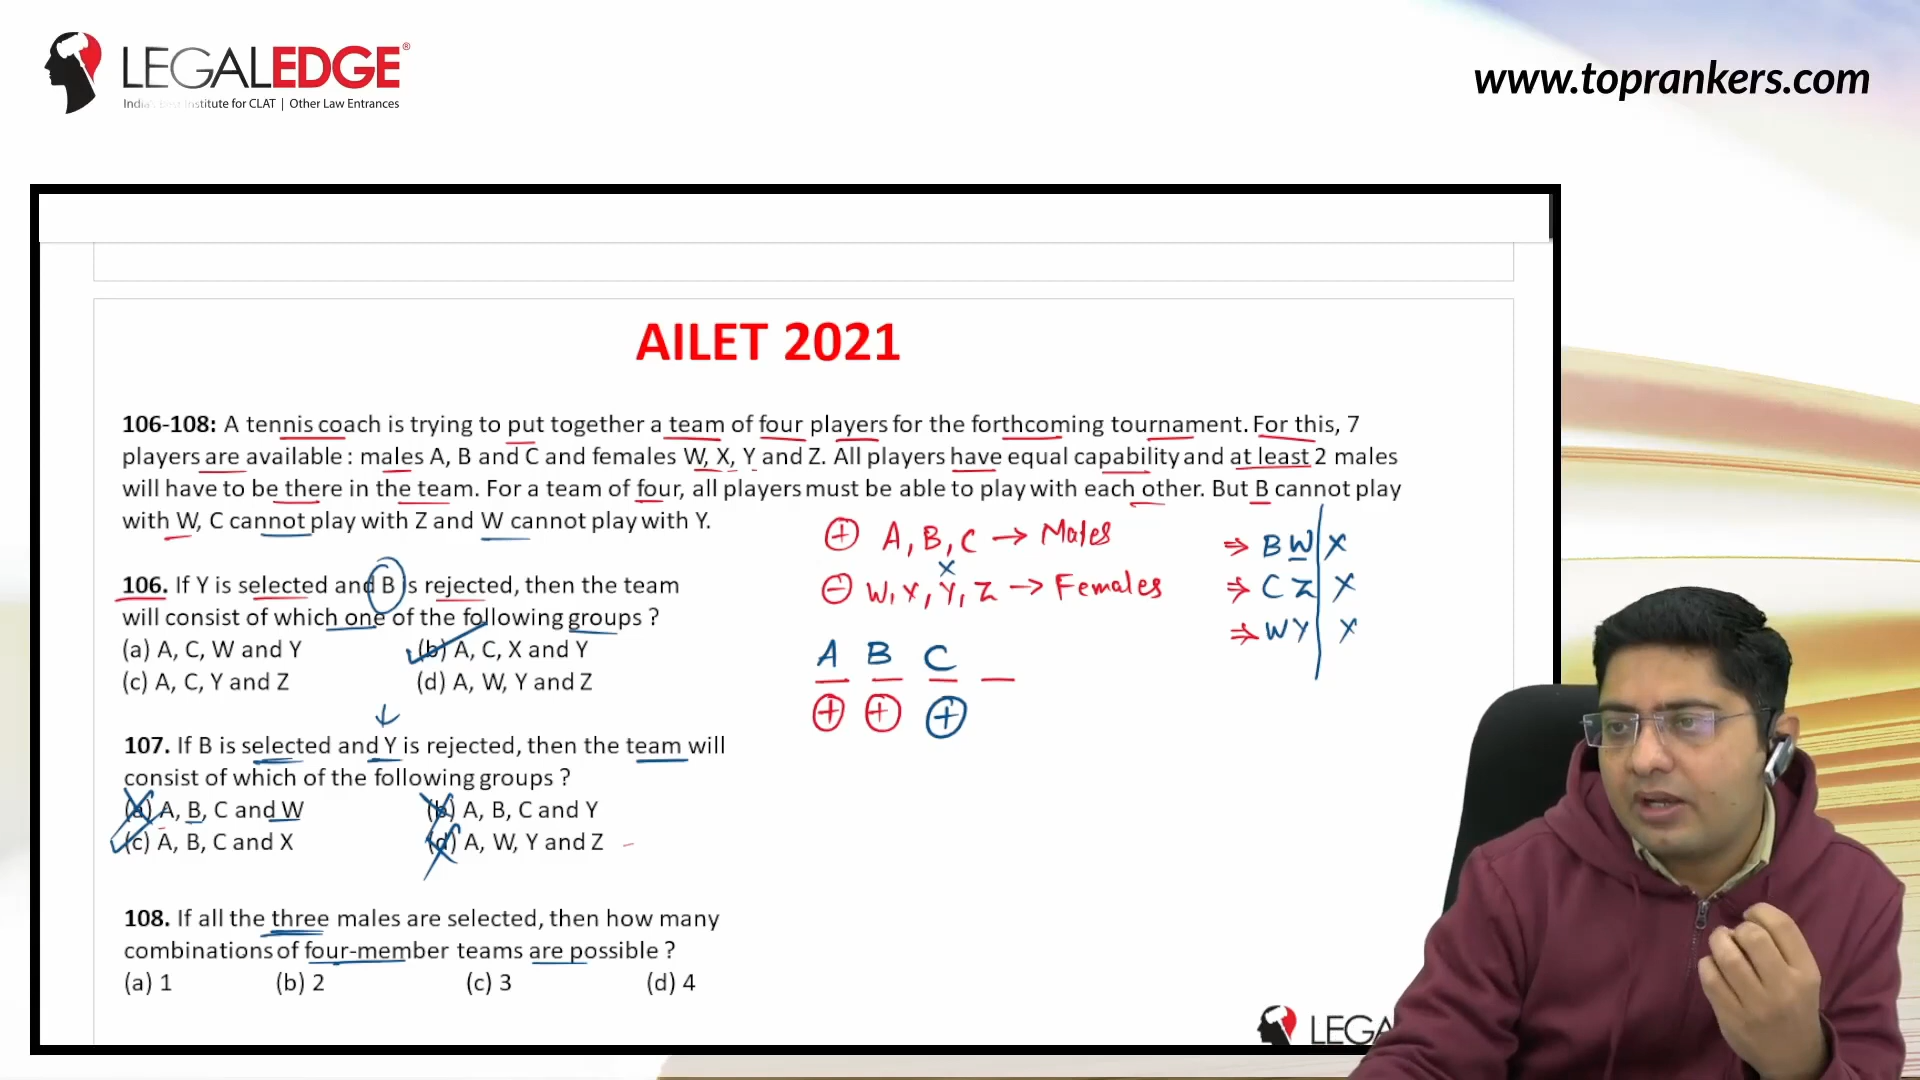 LEGALEDGE®
India's Best Institute for CLAT | Other Law Entrances
www.toprankers.com
AILET 2021
106-108: A tennis coach is trying to put together a team of four players for the forthcoming tournament. For this, 7
players are available : males A, B and C and females W, X, Y and Z. All players have equal capability and at least 2 males
will have to be there in the team. For a team of four, all players must be able to play with each other. But B cannot play
with W, C cannot play with Z and W cannot play with Y.
+ A, B, C → Males
− W, X, Y, Z → Females
x
⇒ B W X
⇒ C Z X
⇒ W Y X
A B C
+ + +
106. If Y is selected and B is rejected, then the team
will consist of which one of the following groups ?
(a) A, C, W and Y (b) A, C, X and Y
(c) A, C, Y and Z (d) A, W, Y and Z
107. If B is selected and Y is rejected, then the team will
consist of which of the following groups ?
(a) A, B, C and W (b) A, B, C and Y
(c) A, B, C and X (d) A, W, Y and Z
108. If all the three males are selected, then how many
combinations of four-member teams are possible ?
(a) 1 (b) 2 (c) 3 (d) 4
LEGA